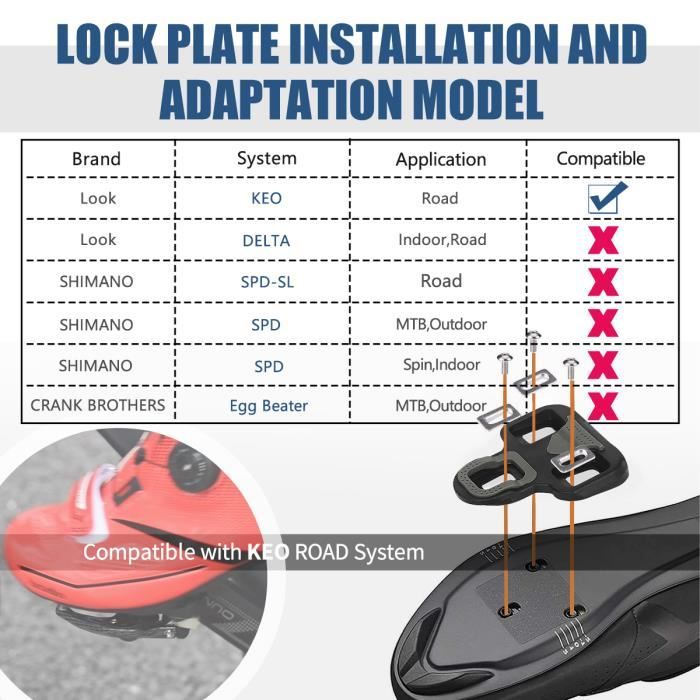 LOCK PLATE INSTALLATION AND
ADAPTATION MODEL
Brand System Application Compatible
Look KEO Road
Look DELTA Indoor,Road
SHIMANO SPD-SL Road
SHIMANO SPD MTB,Outdoor
SHIMANO SPD Spin,Indoor
CRANK BROTHERS Egg Beater MTB,Outdoor
Compatible with KEO ROAD System